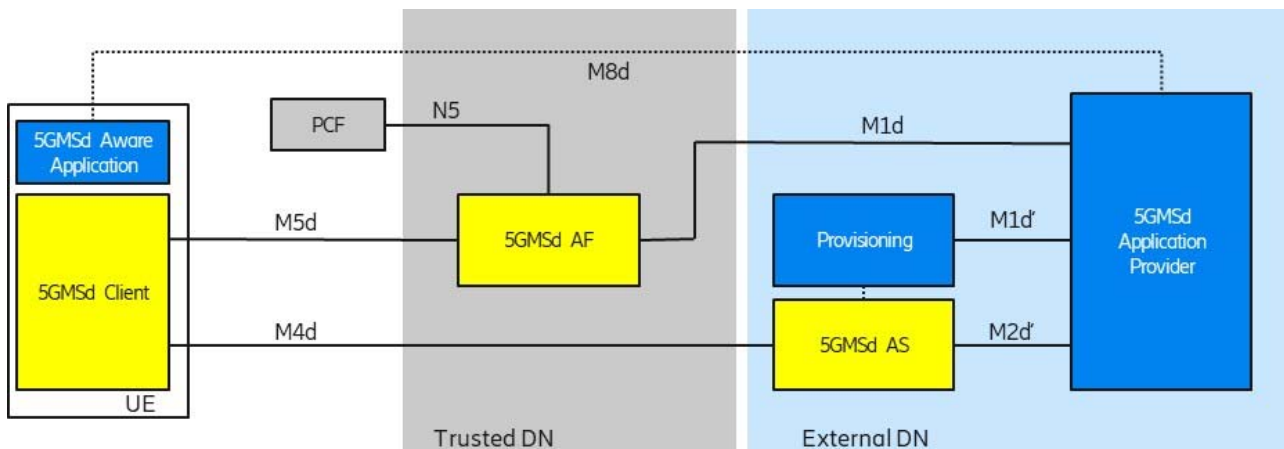 M8d
PCF
N5
M1d
5GMSd Aware
Application
M5d
5GMSd AF
Provisioning
M1d'
5GMSd
Application
Provider
5GMSd Client
M4d
5GMSd AS
M2d'
UE
Trusted DN
External DN